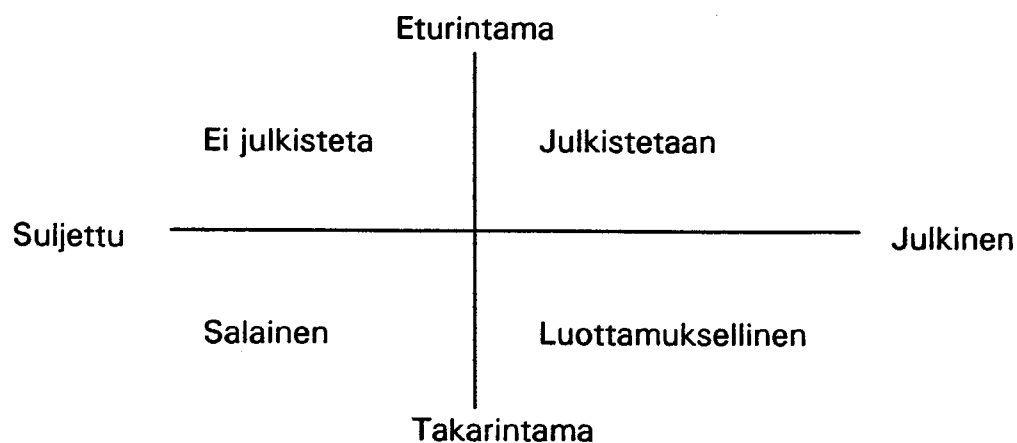 Eturintama
Ei julkisteta
Julkistetaan
Suljettu
Julkinen
Salainen
Luottamuksellinen
Takarintama